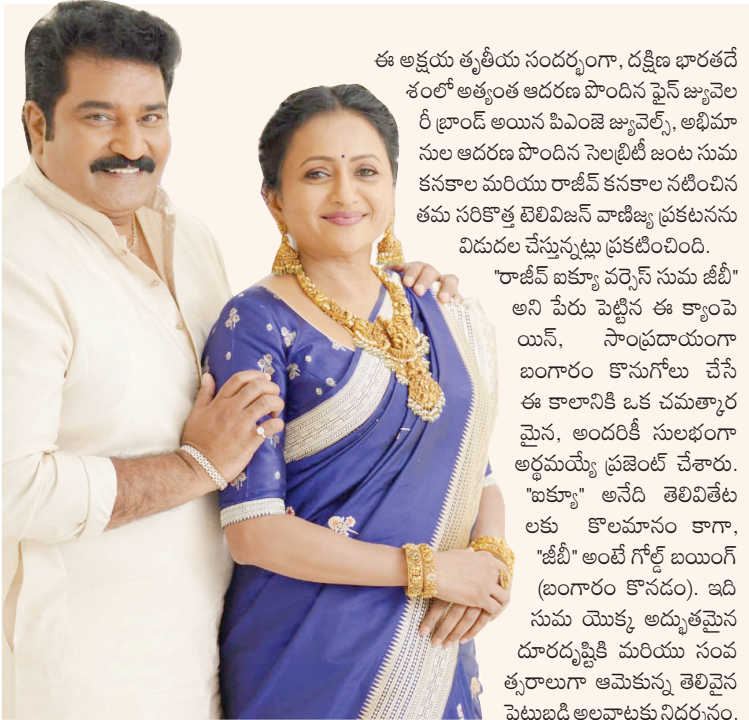 ఈ అక్షయ తృతీయ సందర్భంగా, దక్షిణ భారతదే
శంలో అత్యంత ఆదరణ పొందిన ఫైన్ జ్యువెల
రీ బ్రాండ్ అయిన పిఎంజె జ్యువెల్స్, అభిమా
నుల ఆదరణ పొందిన సెలబ్రిటీ జంట సుమ
కనకాల మరియు రాజీవ్ కనకాల నటించిన
తమ సరికొత్త టెలివిజన్ వాణిజ్య ప్రకటనను
విడుదల చేస్తున్నట్లు ప్రకటించింది.
"రాజీవ్ ఐక్యూ వర్సెస్ సుమ జీబీ"
అని పేరు పెట్టిన ఈ క్యాంపె
యిన్, సాంప్రదాయంగా
బంగారం కొనుగోలు చేసే
ఈ కాలానికి ఒక చమత్కార
మైన, అందరికీ సులభంగా
అర్థమయ్యే ప్రజెంట్ చేశారు.
"ఐక్యూ" అనేది తెలివితేట
లకు కొలమానం కాగా,
"జీబీ" అంటే గోల్డ్ బయింగ్
(బంగారం కొనడం). ఇది
సుమ యొక్క అద్భుతమైన
దూరదృష్టికి మరియు సంవ
త్సరాలుగా ఆమెకున్న తెలివైన
పెట్టుబడి అలవాటుకు నిదర్శనం.